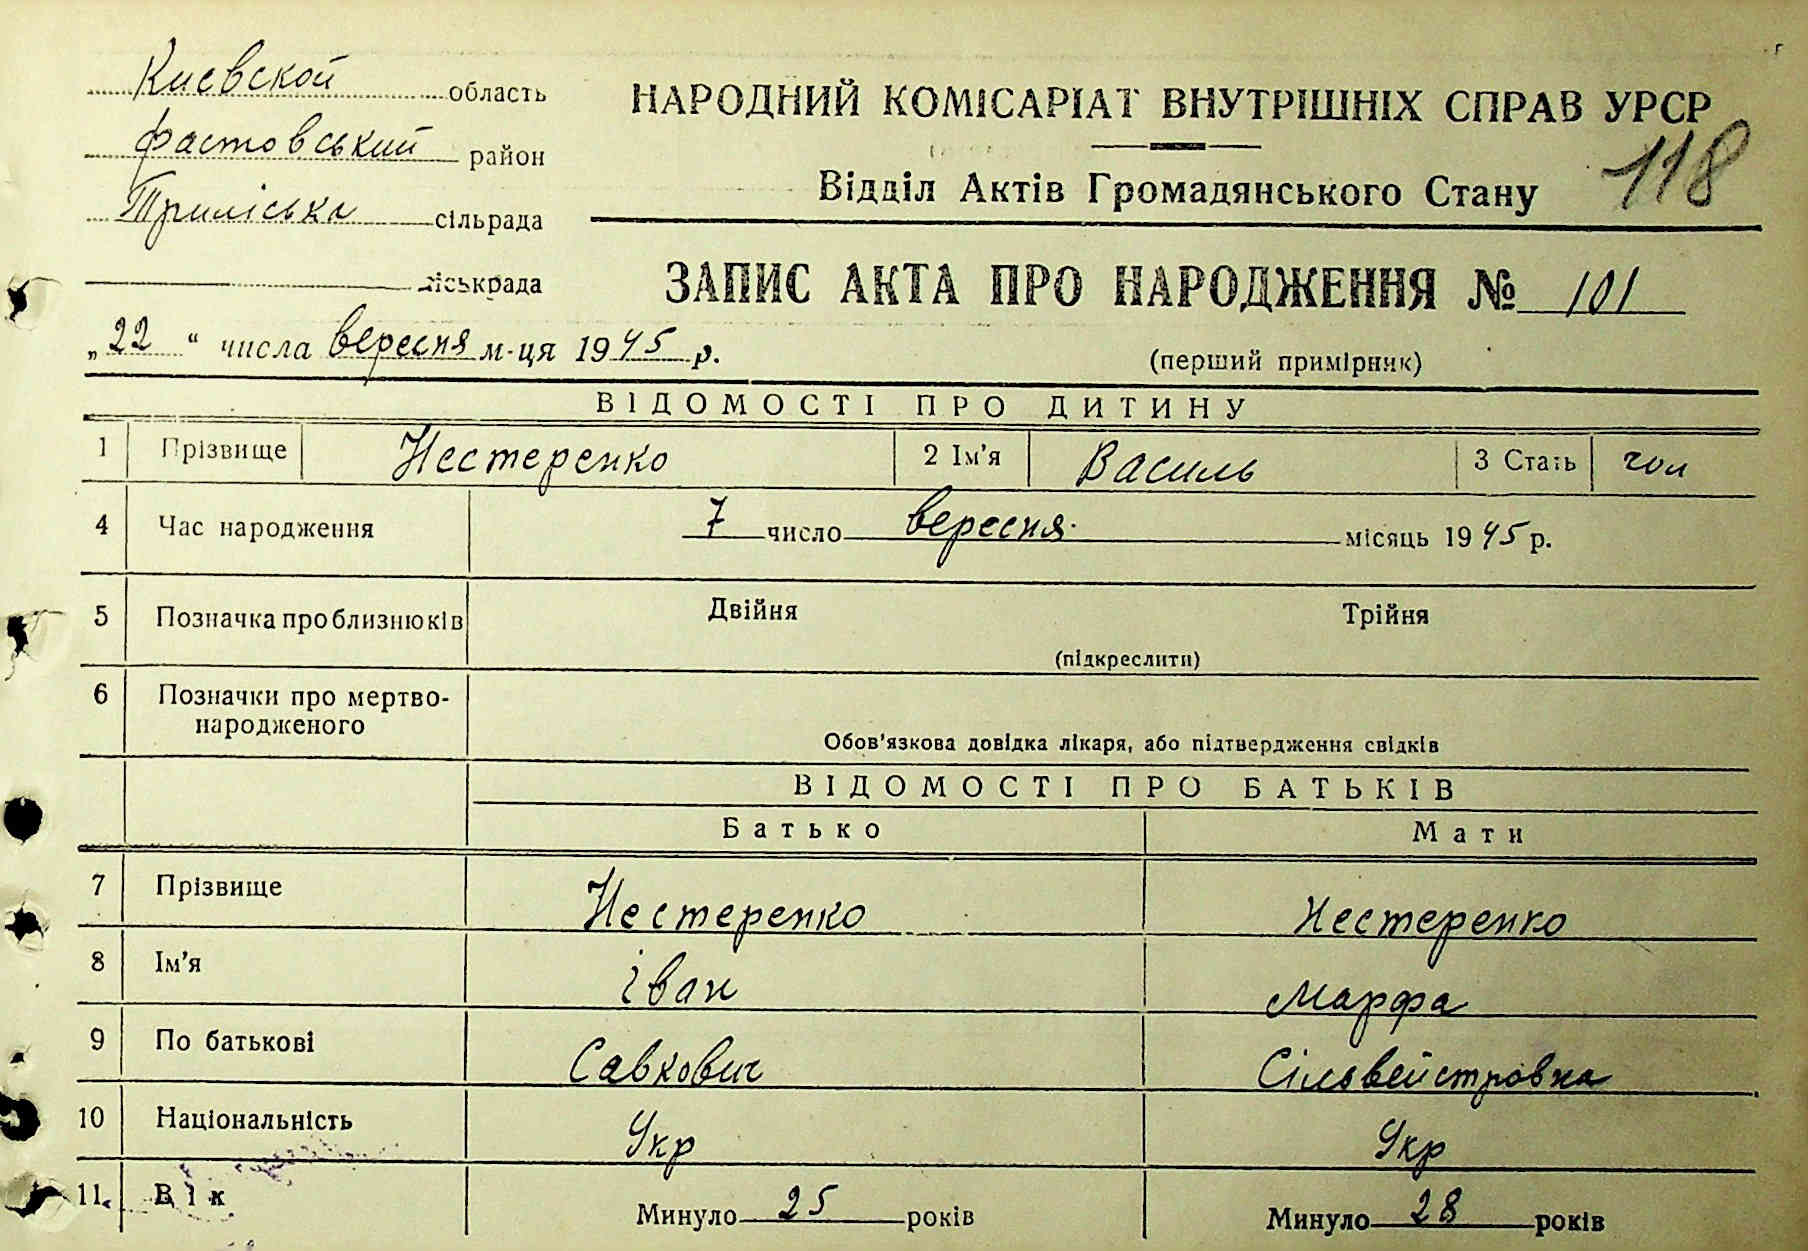 Киевской область
фастовський район
Триліська сільрада
міськрада
НАРОДНИЙ КОМІСАРІАТ ВНУТРІШНІХ СПРАВ УРСР
118
Відділ Актів Громадянського Стану
ЗАПИС АКТА ПРО НАРОДЖЕННЯ № 101
„22" числа вересня м-ця 1945 р.
(перший примірник)
ВІДОМОСТІ ПРО ДИТИНУ
1 Прізвище Нестеренко 2 Ім'я Василь 3 Стать чол
4 Час народження 7 число вересня місяць 1945 р.
5 Позначка про близнюків Двійня Трійня
(підкреслити)
6 Позначки про мертво-
народженого
Обов'язкова довідка лікаря, або підтвердження свідків
ВІДОМОСТІ ПРО БАТЬКІВ
Батько Мати
7 Прізвище Нестеренко Нестеренко
8 Ім'я Іван Марфа
9 По батькові Савкович Сільвейстровна
10 Національність Укр Укр
11. Вік Минуло 25 років Минуло 28 років